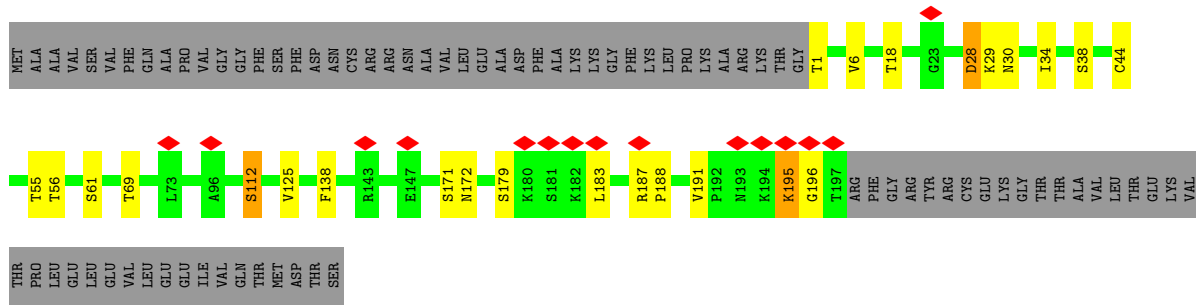 MET ALA ALA VAL SER VAL PHE GLN ALA PRO VAL GLY GLY PHE SER PHE ASP ASN CYS ARG ARG ASN ALA VAL LEU GLU ALA ASP PHE ALA LYS LYS GLY PHE LYS LEU PRO LYS ALA ARG LYS THR GLY T1 V6 T18 G23 D28 K29 N30 I34 S38 C44
T55 T56 S61 T69 L73 A96 S112 V125 F138 R143 E147 S171 N172 S179 K180 S181 K182 L183 R187 P188 V191 P192 N193 K194 K195 G196 T197 ARG PHE GLY ARG TYR ARG CYS GLU LYS GLY THR THR ALA VAL LEU THR GLU LYS VAL
THR PRO LEU GLU LEU GLU VAL LEU GLU GLU ILE VAL GLN THR MET ASP THR SER